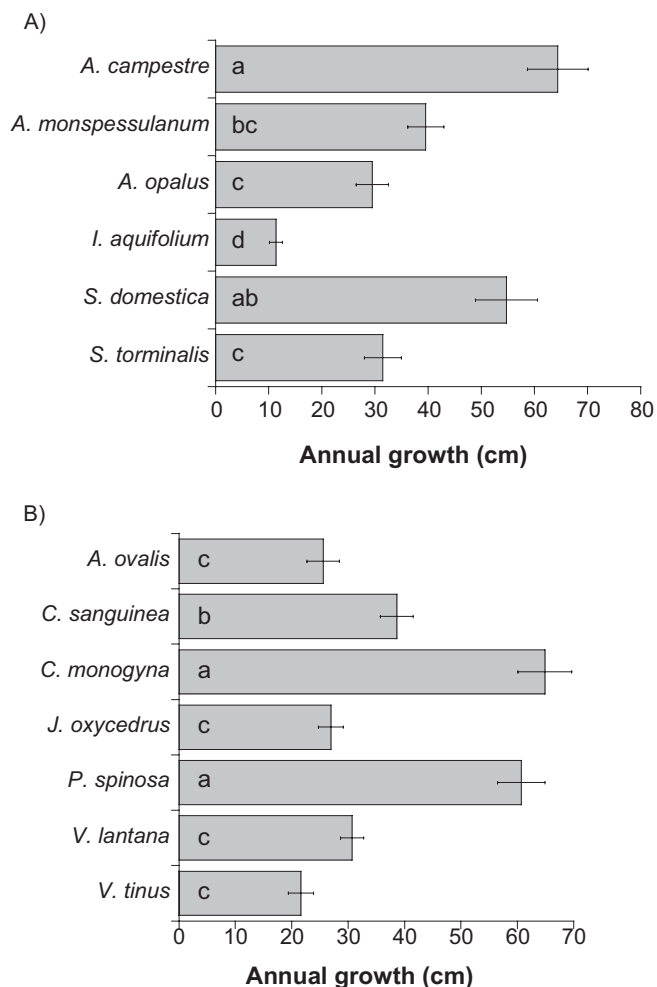 A)
A. campestre a
A. monspessulanum bc
A. opalus c
I. aquifolium d
S. domestica ab
S. torminalis c
0 10 20 30 40 50 60 70 80
Annual growth (cm)
B)
A. ovalis c
C. sanguinea b
C. monogyna a
J. oxycedrus c
P. spinosa a
V. lantana c
V. tinus c
0 10 20 30 40 50 60 70
Annual growth (cm)